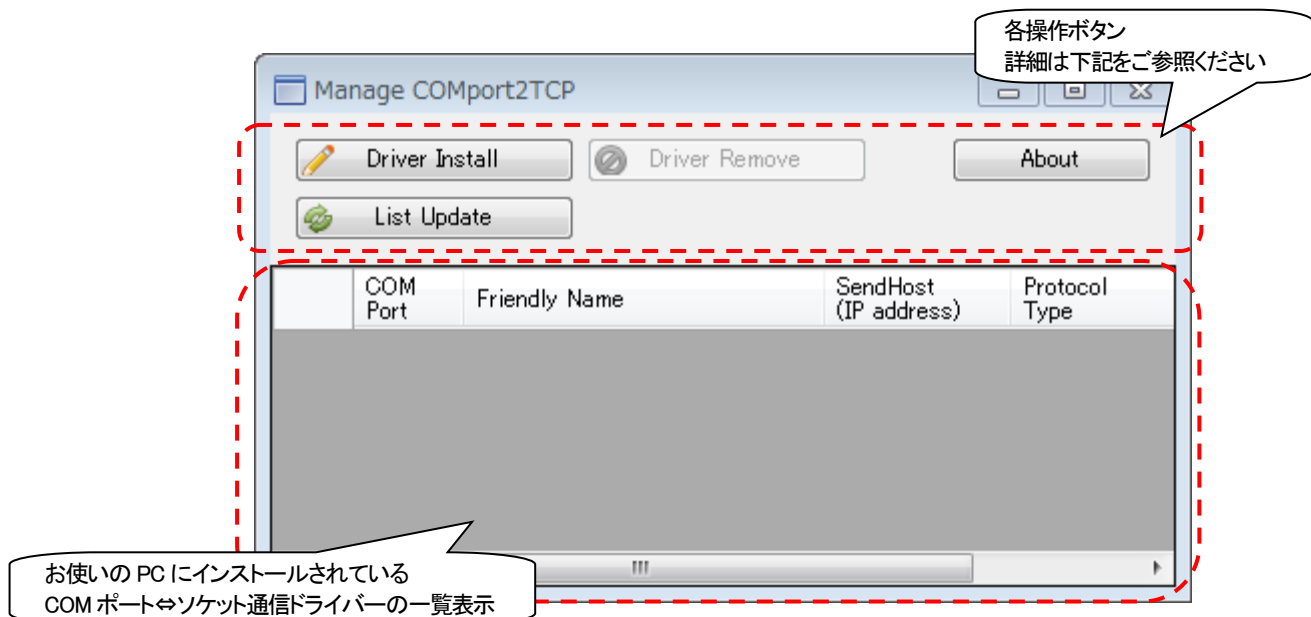 各操作ボタン
詳細は下記をご参照ください
Manage COMport2TCP
Driver Install
Driver Remove
About
List Update
COM
Port
Friendly Name
SendHost
(IP address)
Protocol
Type
お使いの PC にインストールされている
COM ポート⇔ソケット通信ドライバーの一覧表示